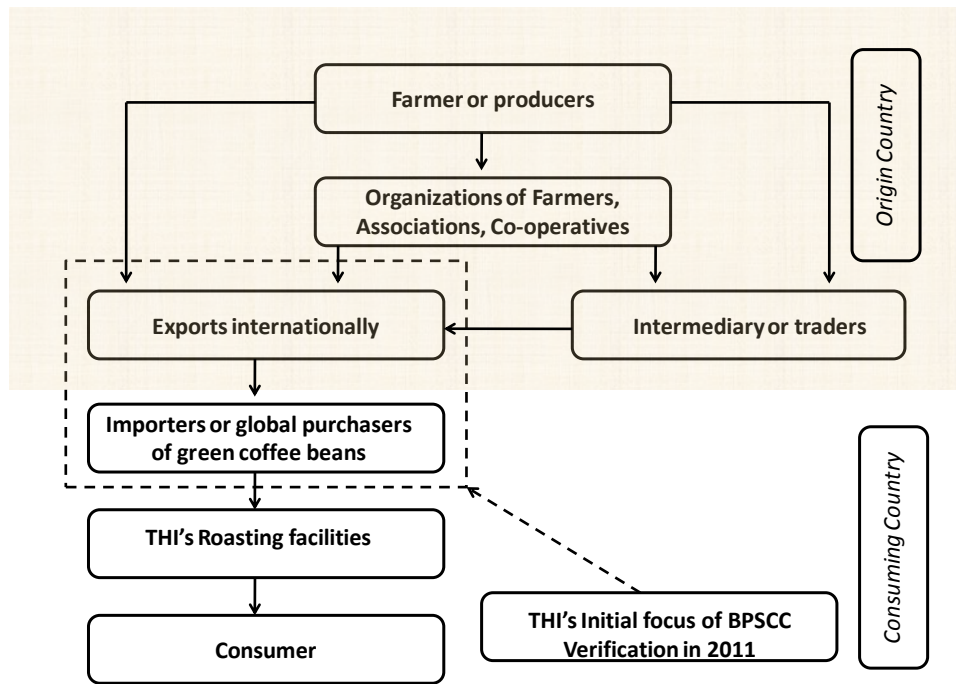 Farmer or producers
Origin Country
Organizations of Farmers,
Associations, Co-operatives
Exports internationally
Intermediary or traders
Importers or global purchasers
of green coffee beans
Consuming Country
THI's Roasting facilities
THI's Initial focus of BPSCC
Verification in 2011
Consumer